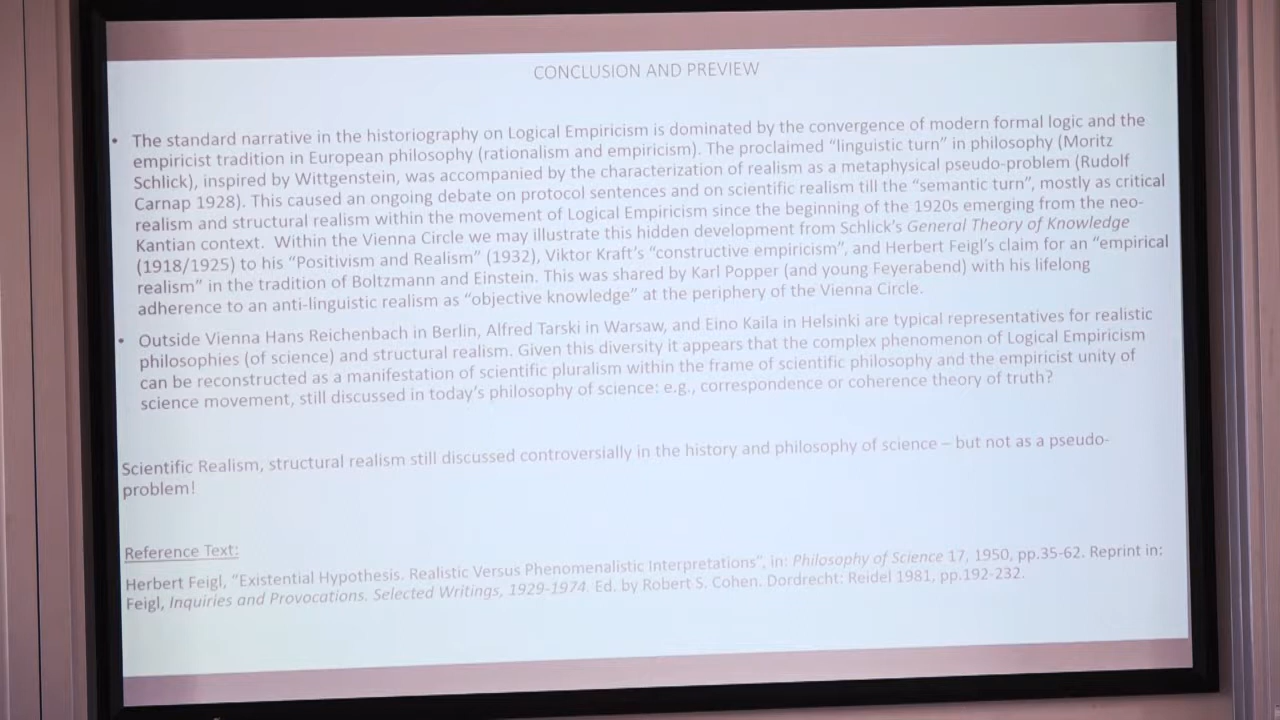 CONCLUSION AND PREVIEW
• The standard narrative in the historiography on Logical Empiricism is dominated by the convergence of modern formal logic and the
empiricist tradition in European philosophy (rationalism and empiricism). The proclaimed “linguistic turn” in philosophy (Moritz
Schlick), inspired by Wittgenstein, was accompanied by the characterization of realism as a metaphysical pseudo-problem (Rudolf
Carnap 1928). This caused an ongoing debate on protocol sentences and on scientific realism till the “semantic turn”, mostly as critical
realism and structural realism within the movement of Logical Empiricism since the beginning of the 1920s emerging from the neo-
Kantian context. Within the Vienna Circle we may illustrate this hidden development from Schlick’s General Theory of Knowledge
(1918/1925) to his “Positivism and Realism” (1932), Viktor Kraft’s “constructive empiricism”, and Herbert Feigl’s claim for an “empirical
realism” in the tradition of Boltzmann and Einstein. This was shared by Karl Popper (and young Feyerabend) with his lifelong
adherence to an anti-linguistic realism as “objective knowledge” at the periphery of the Vienna Circle.
• Outside Vienna Hans Reichenbach in Berlin, Alfred Tarski in Warsaw, and Eino Kaila in Helsinki are typical representatives for realistic
philosophies (of science) and structural realism. Given this diversity it appears that the complex phenomenon of Logical Empiricism
can be reconstructed as a manifestation of scientific pluralism within the frame of scientific philosophy and the empiricist unity of
science movement, still discussed in today’s philosophy of science: e.g., correspondence or coherence theory of truth?
Scientific Realism, structural realism still discussed controversially in the history and philosophy of science – but not as a pseudo-
problem!
Reference Text:
Herbert Feigl, “Existential Hypothesis. Realistic Versus Phenomenalistic Interpretations”, in: Philosophy of Science 17, 1950, pp.35-62. Reprint in:
Feigl, Inquiries and Provocations. Selected Writings, 1929-1974. Ed. by Robert S. Cohen. Dordrecht: Reidel 1981, pp.192-232.